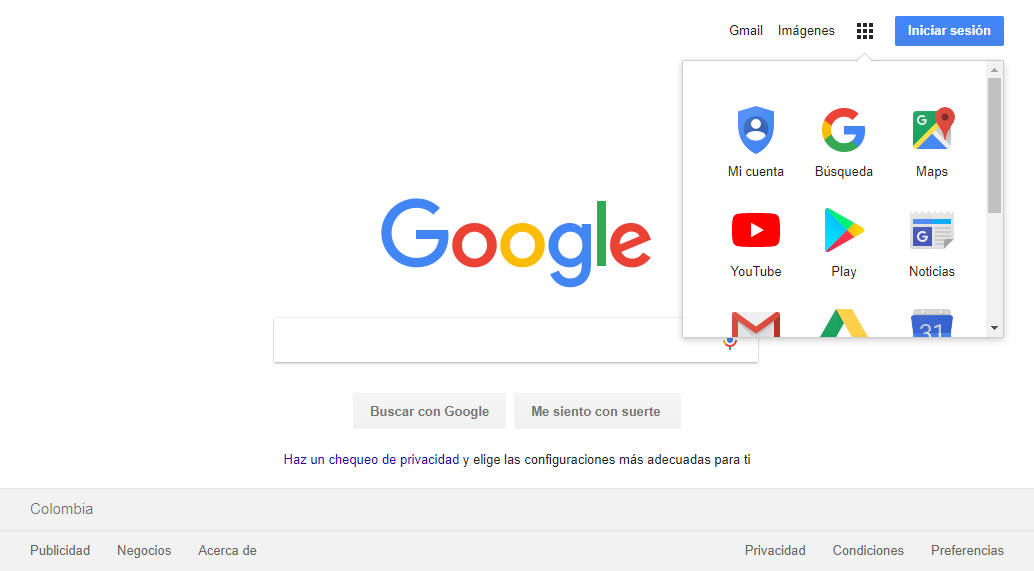 Gmail Imágenes Iniciar sesión
Mi cuenta Búsqueda Maps
YouTube Play Noticias
31
Google
Buscar con Google Me siento con suerte
Haz un chequeo de privacidad y elige las configuraciones más adecuadas para ti
Colombia
Publicidad Negocios Acerca de Privacidad Condiciones Preferencias